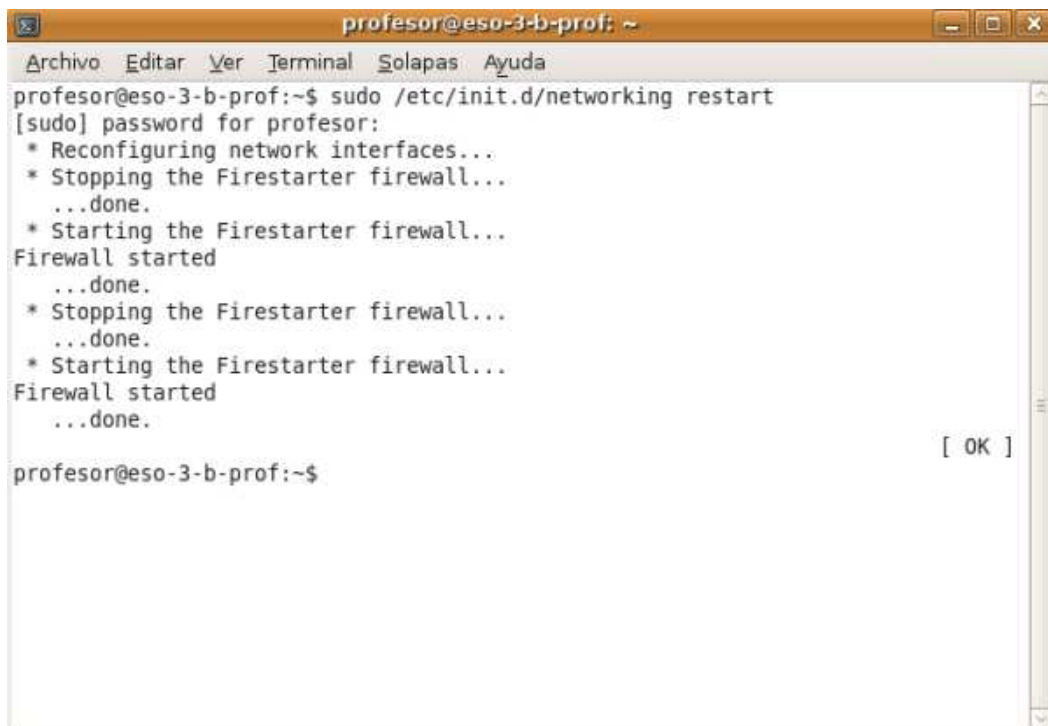 profesor@eso-3-b-prof: ~
Archivo Editar Ver Terminal Solapas Ayuda
profesor@eso-3-b-prof:~$ sudo /etc/init.d/networking restart
[sudo] password for profesor:
 * Reconfiguring network interfaces...
 * Stopping the Firestarter firewall...
   ...done.
 * Starting the Firestarter firewall...
Firewall started
   ...done.
 * Stopping the Firestarter firewall...
   ...done.
 * Starting the Firestarter firewall...
Firewall started
   ...done.
[ OK ]
profesor@eso-3-b-prof:~$